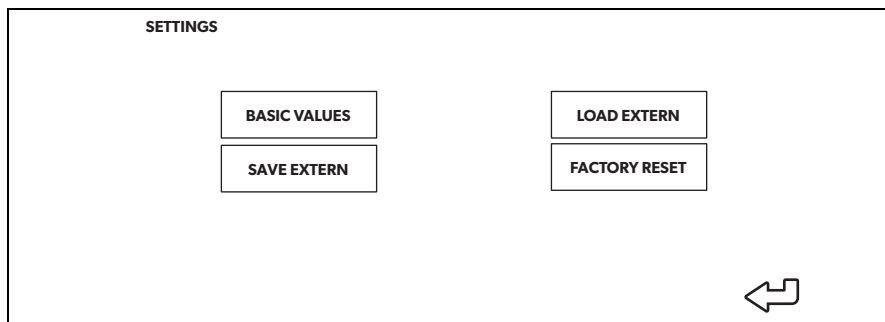 SETTINGS
BASIC VALUES
LOAD EXTERN
SAVE EXTERN
FACTORY RESET